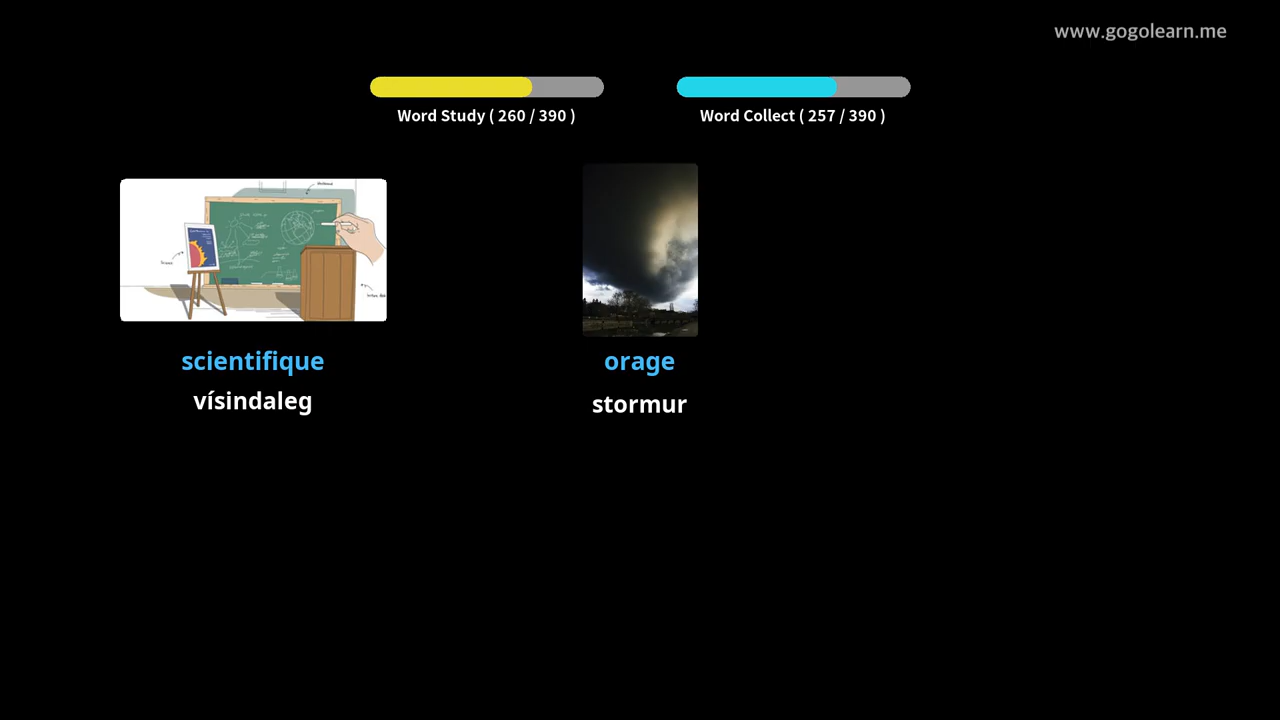 www.gogolearn.me
Word Study ( 260 / 390 )
Word Collect ( 257 / 390 )
scientifique
vísindaleg
orage
stormur